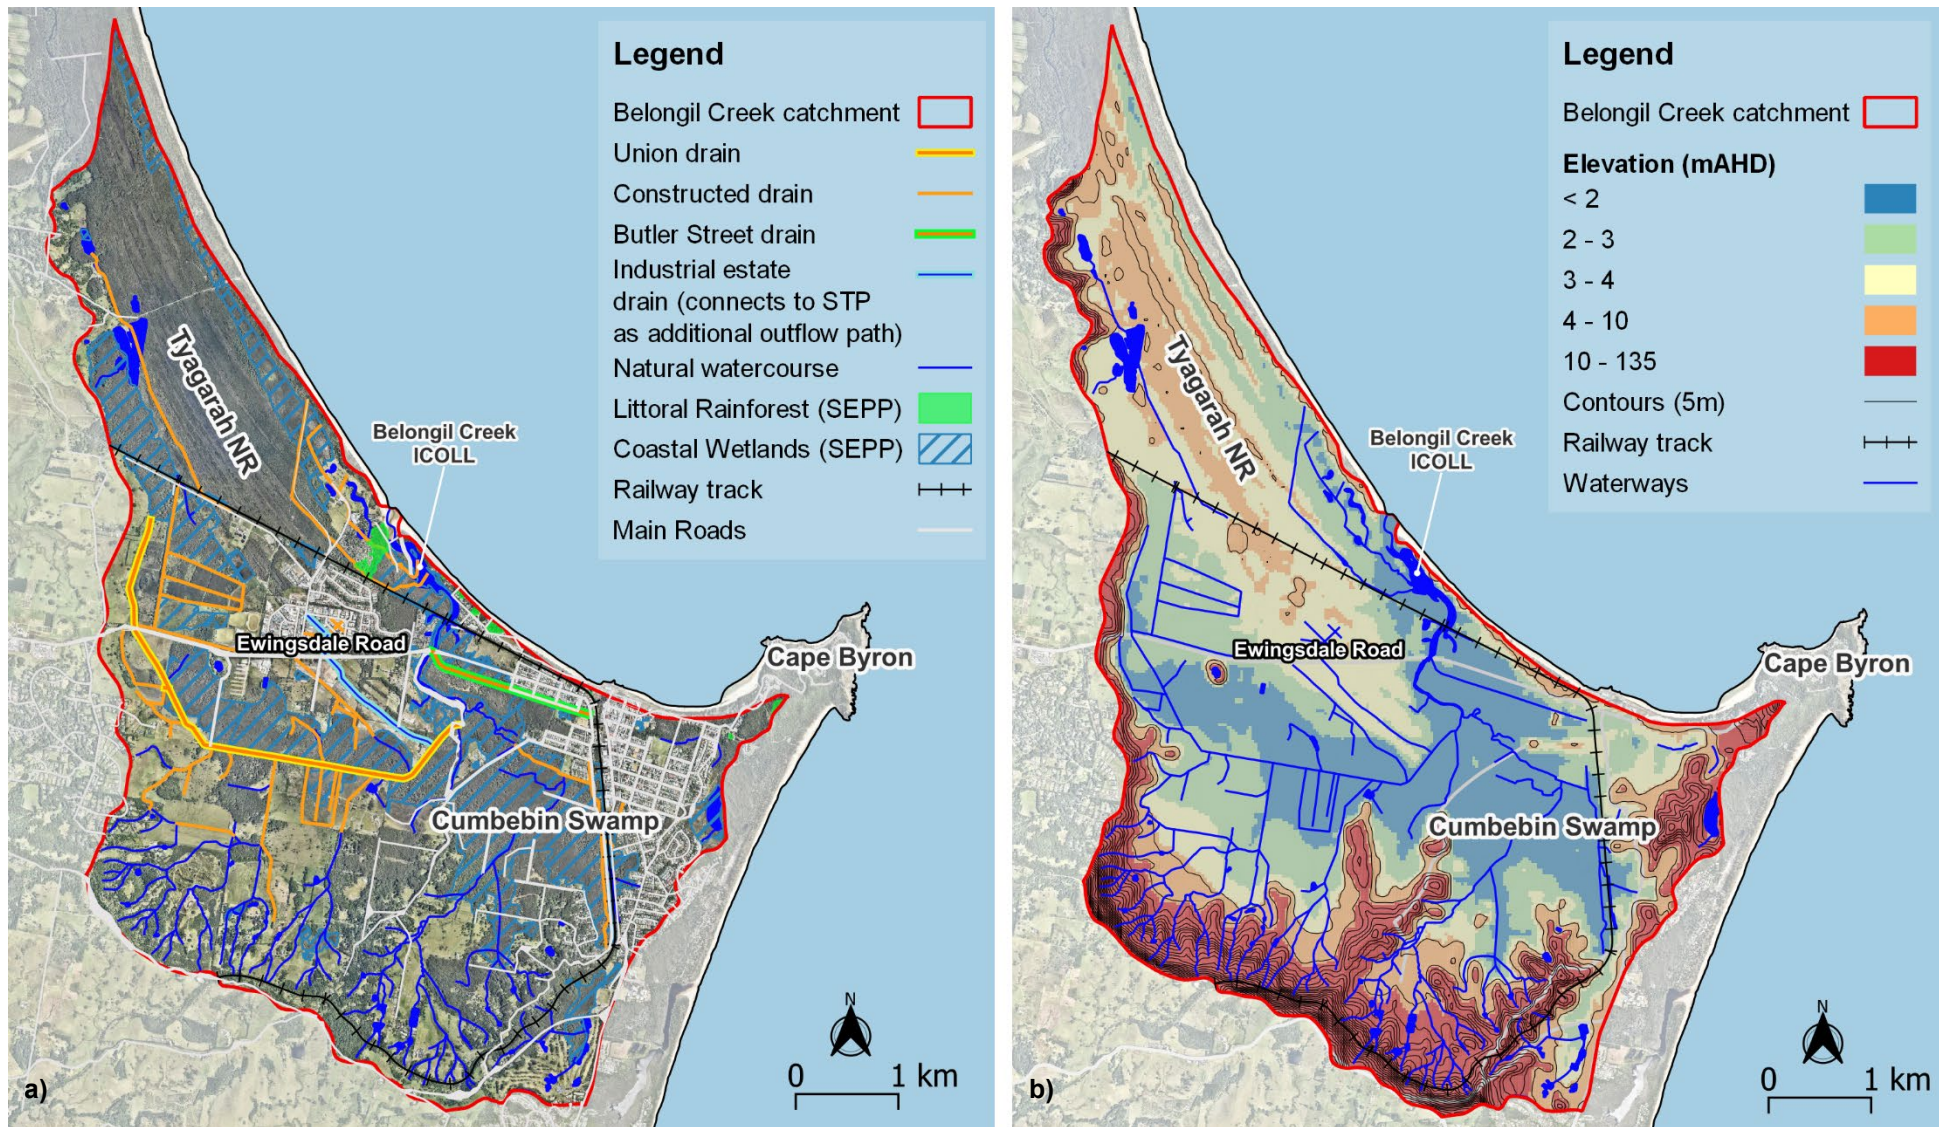 Legend
Belongil Creek catchment
Union drain
Constructed drain
Butler Street drain
Industrial estate
drain (connects to STP
as additional outflow path)
Natural watercourse
Littoral Rainforest (SEPP)
Coastal Wetlands (SEPP)
Railway track
Main Roads
Tyagarah NR
Belongil Creek
ICOLL
Ewingsdale Road
Cape Byron
Cumbebin Swamp
N
0 1 km
a)
Legend
Belongil Creek catchment
Elevation (mAHD)
< 2
2 - 3
3 - 4
4 - 10
10 - 135
Contours (5m)
Railway track
Waterways
Tyagarah NR
Belongil Creek
ICOLL
Ewingsdale Road
Cape Byron
Cumbebin Swamp
N
0 1 km
b)